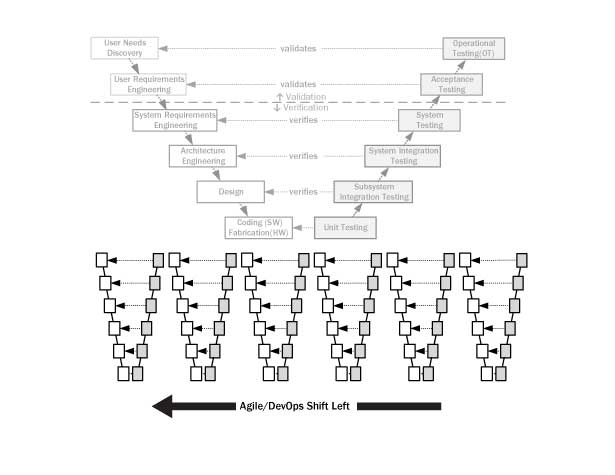 User Needs
Discovery
validates
Operational
Testing(OT)
User Requirements
Engineering
validates
Acceptance
Testing
↑ Validation
↓ Verification
System Requirements
Engineering
verifies
System
Testing
Architecture
Engineering
verifies
System Integration
Testing
Design
verifies
Subsystem
Integration Testing
Coding (SW)
Fabrication(HW)
Unit Testing
Agile/DevOps Shift Left